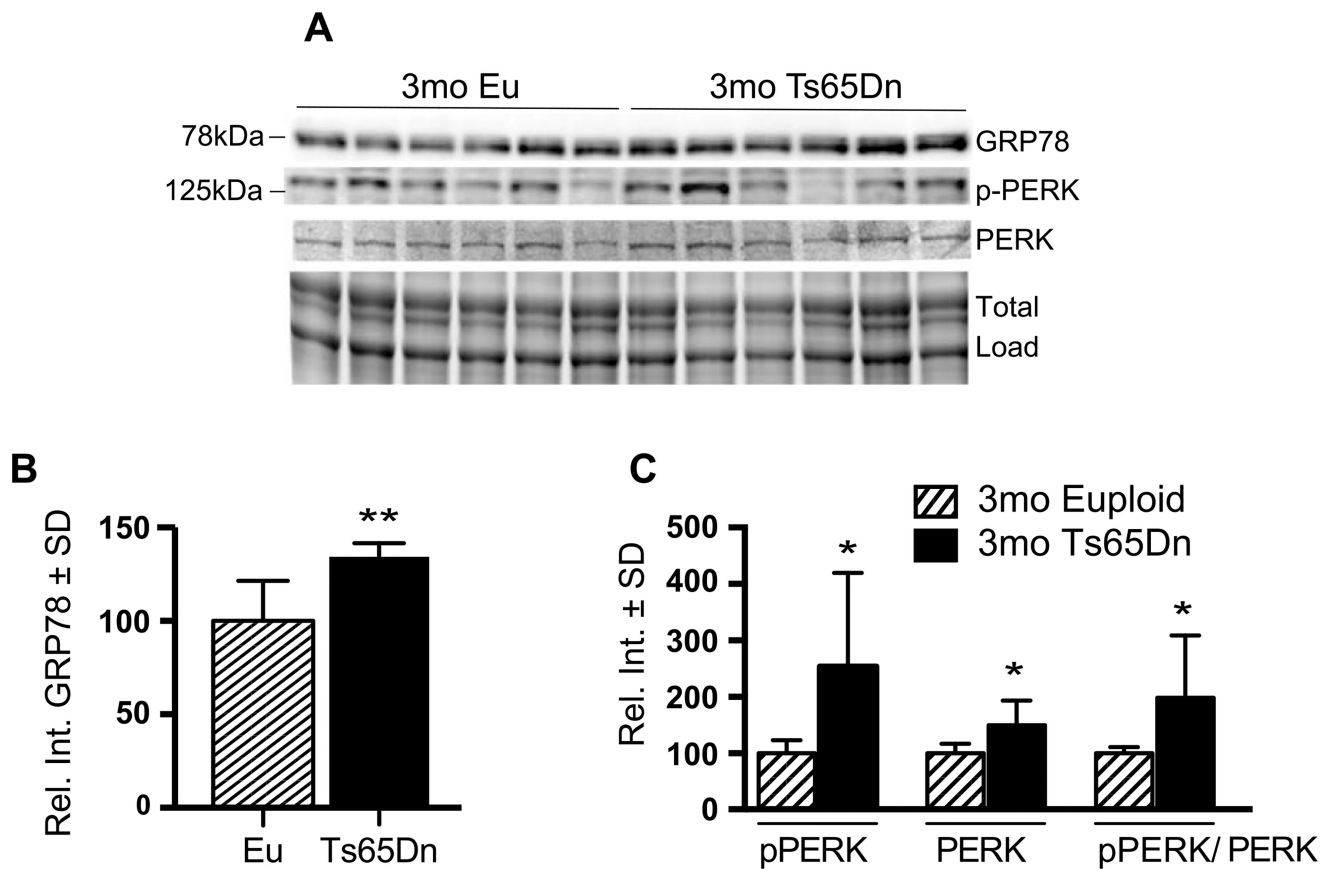 A
3mo Eu 3mo Ts65Dn
78kDa GRP78
125kDa p-PERK
PERK
Total
Load
B
Rel. Int. GRP78 ± SD
150
100
50
0
**
Eu Ts65Dn
C
3mo Euploid
3mo Ts65Dn
Rel. Int. ± SD
500
400
300
200
100
0
* * *
pPERK PERK pPERK/ PERK